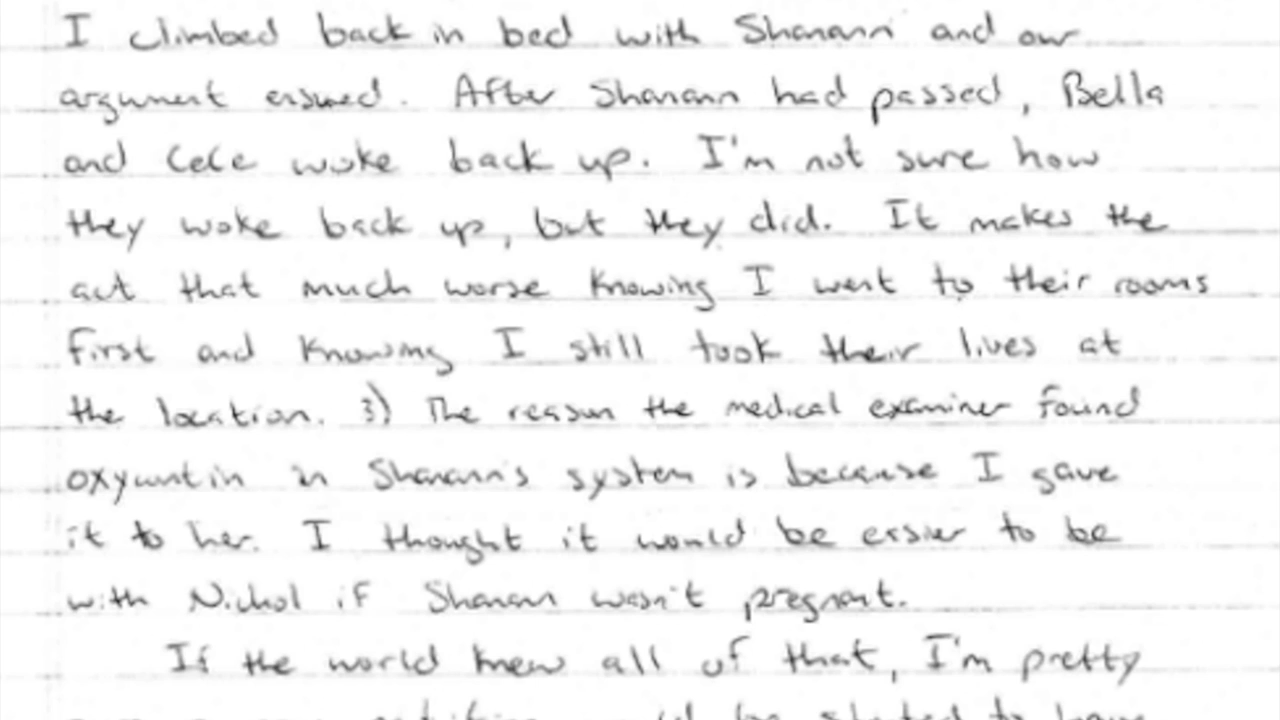 I climbed back in bed with Shanann and our
argument ensued. After Shanann had passed, Bella
and CeCe woke back up. I'm not sure how
they woke back up, but they did. It makes the
act that much worse knowing I went to their rooms
first and knowing I still took their lives at
the location. 3) The reason the medical examiner found
oxycontin in Shanann's system is because I gave
it to her. I thought it would be easier to be
with Nichol if Shanann wasn't pregnant.
If the world knew all of that, I'm pretty